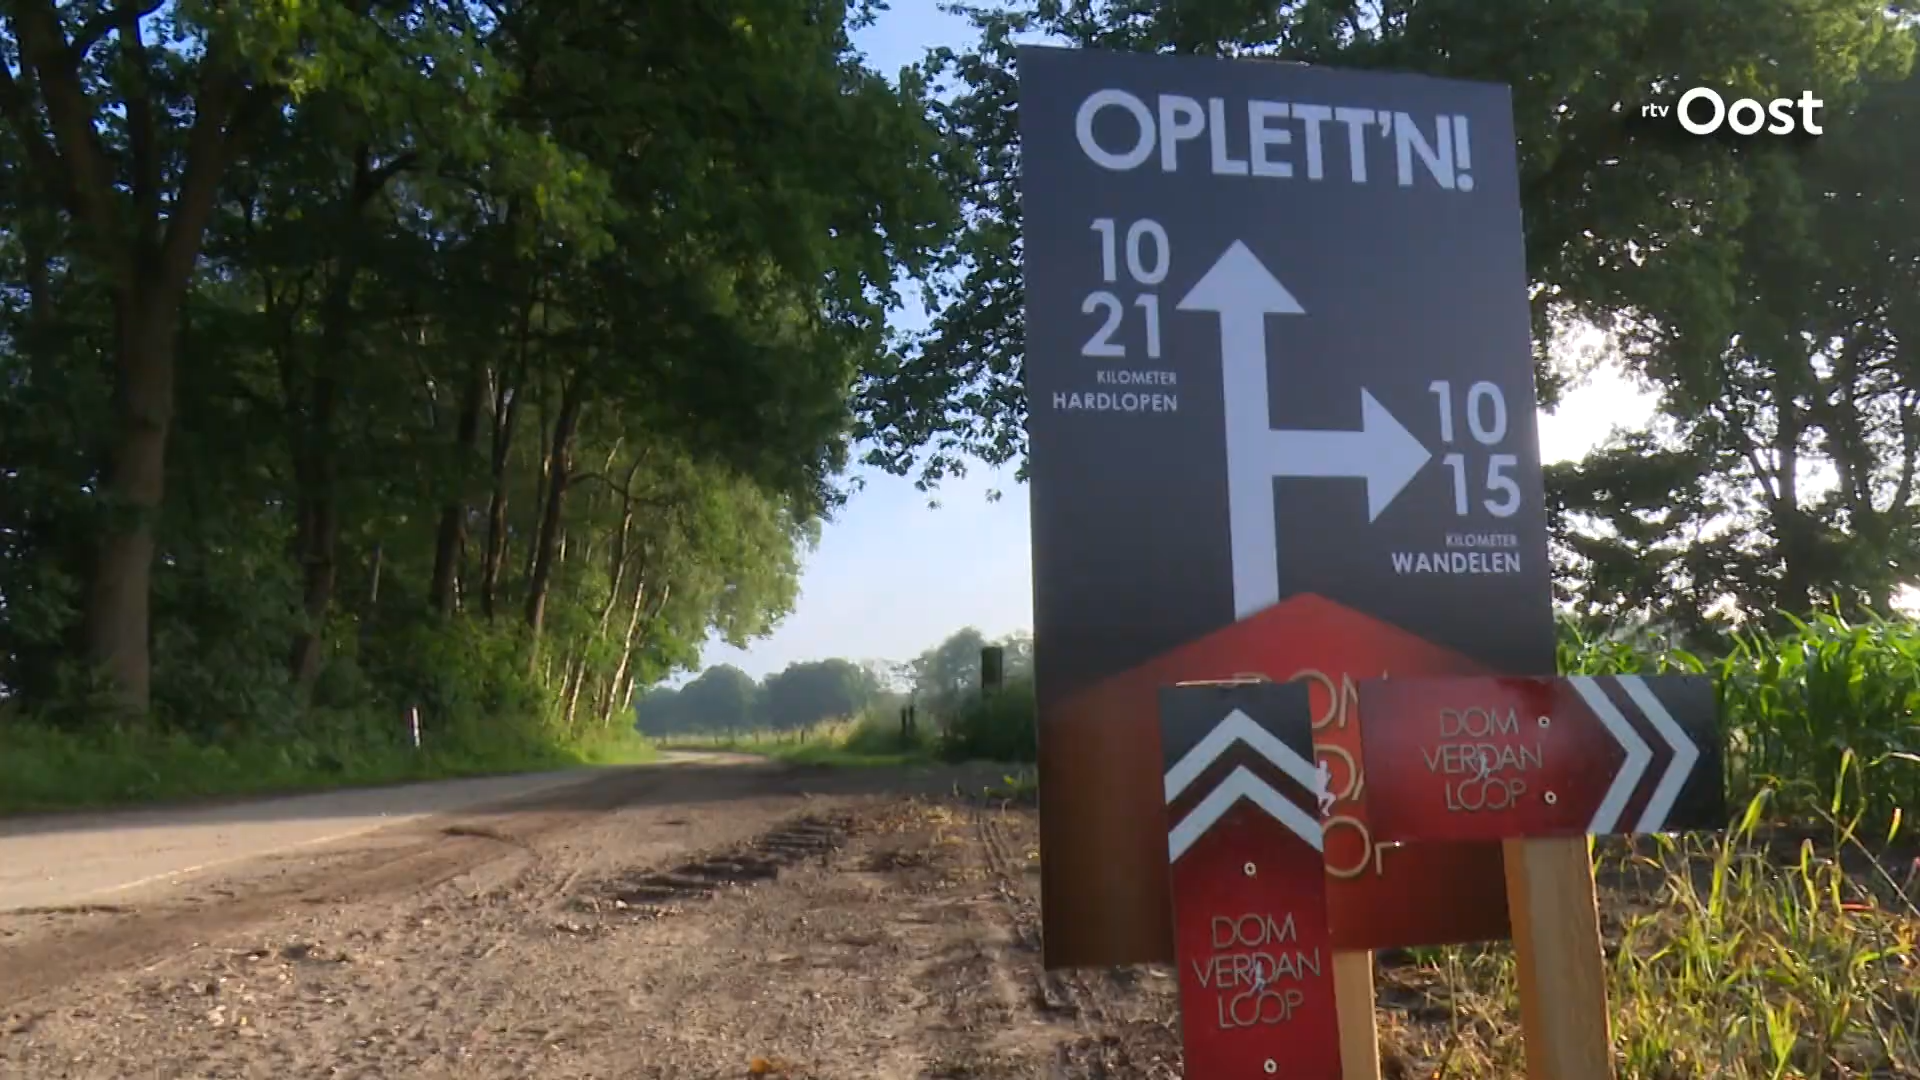 rtv Oost
OPLETT'N!
10
21
KILOMETER
HARDLOPEN
10
15
KILOMETER
WANDELEN
DOM
VERDAN
LOOP
DOM
VERDAN
LOOP